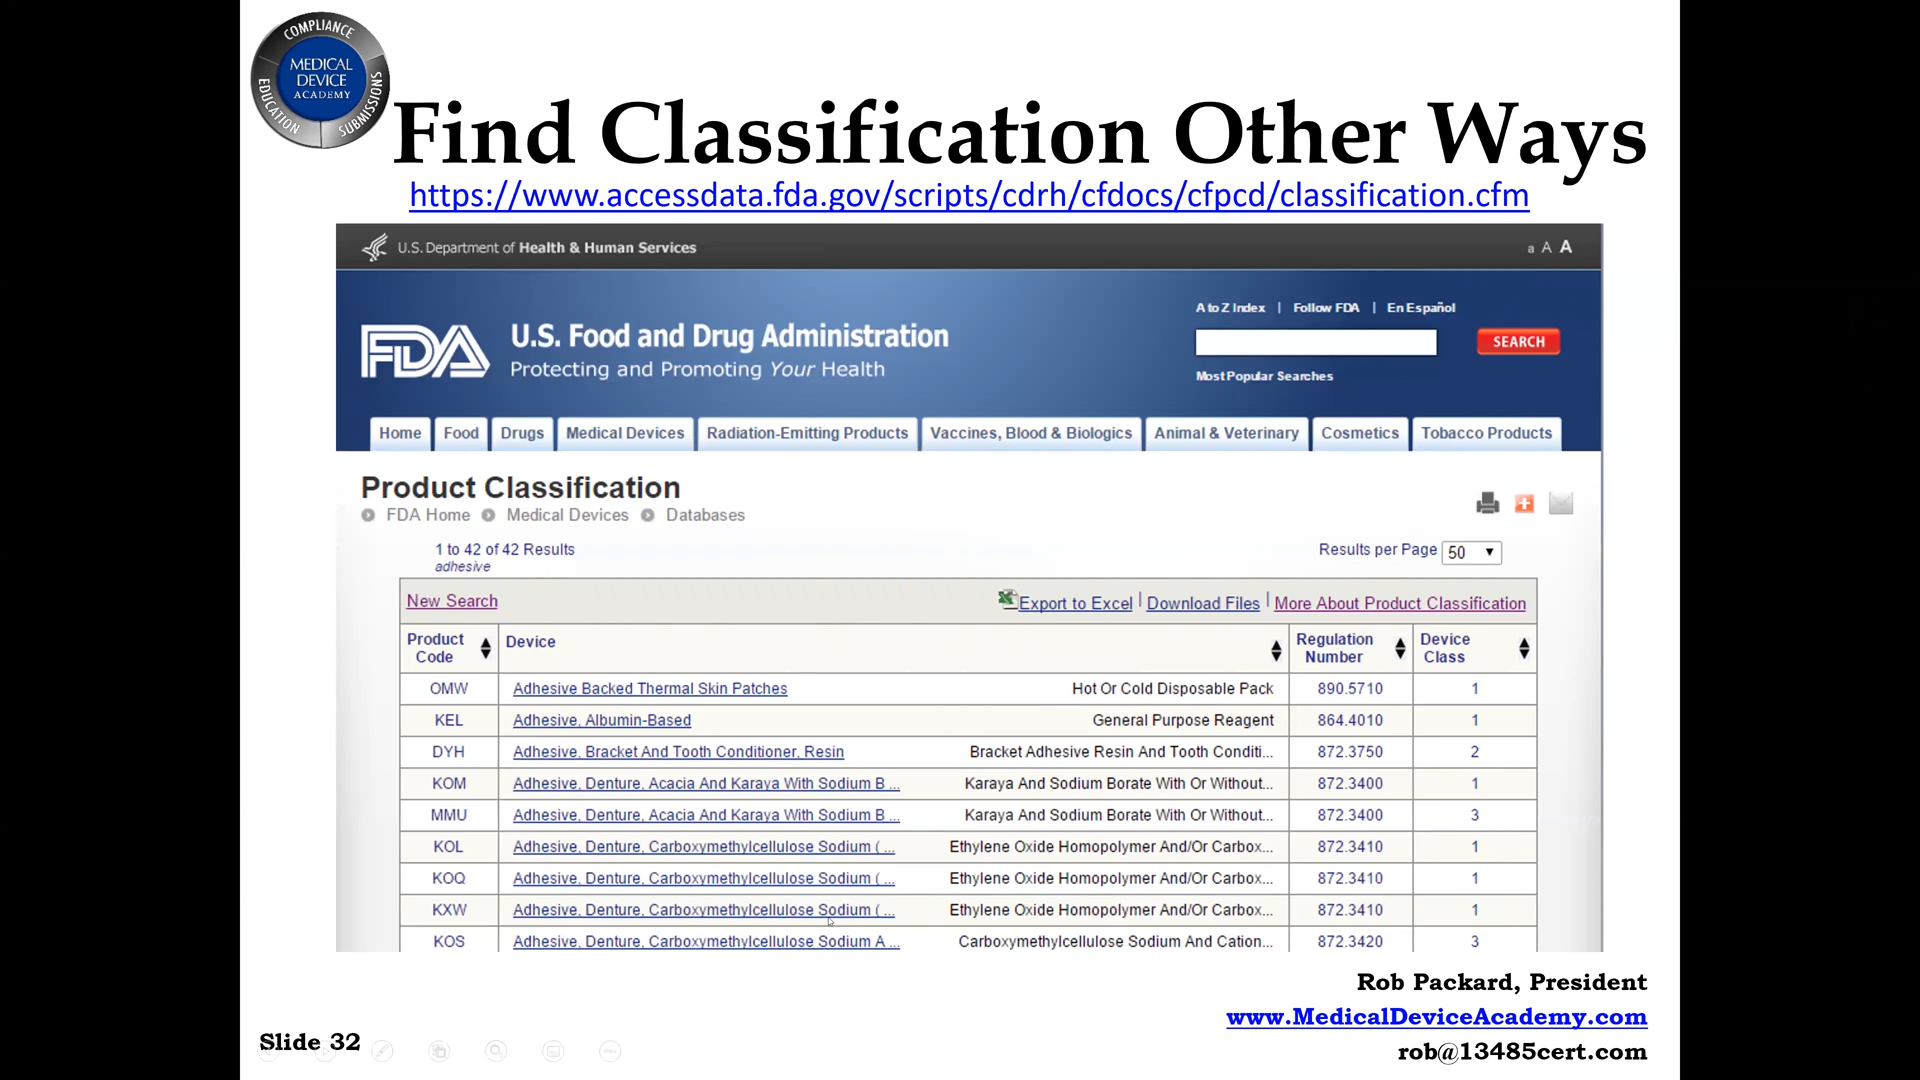 COMPLIANCE
EDUCATION
SUBMISSIONS
MEDICAL
DEVICE
ACADEMY
Find Classification Other Ways
https://www.accessdata.fda.gov/scripts/cdrh/cfdocs/cfpcd/classification.cfm
U.S. Department of Health & Human Services
a A A
A to Z Index | Follow FDA | En Español
FDA
U.S. Food and Drug Administration
SEARCH
Protecting and Promoting Your Health
Most Popular Searches
Home Food Drugs Medical Devices Radiation-Emitting Products Vaccines, Blood & Biologics Animal & Veterinary Cosmetics Tobacco Products
Product Classification
FDA Home Medical Devices Databases
1 to 42 of 42 Results
adhesive
Results per Page 50
New Search
Export to Excel | Download Files | More About Product Classification
Product Code Device Regulation Number Device Class
OMW Adhesive Backed Thermal Skin Patches Hot Or Cold Disposable Pack 890.5710 1
KEL Adhesive, Albumin-Based General Purpose Reagent 864.4010 1
DYH Adhesive, Bracket And Tooth Conditioner, Resin Bracket Adhesive Resin And Tooth Conditi... 872.3750 2
KOM Adhesive, Denture, Acacia And Karaya With Sodium B ... Karaya And Sodium Borate With Or Without... 872.3400 1
MMU Adhesive, Denture, Acacia And Karaya With Sodium B ... Karaya And Sodium Borate With Or Without... 872.3400 3
KOL Adhesive, Denture, Carboxymethylcellulose Sodium ( ... Ethylene Oxide Homopolymer And/Or Carbox... 872.3410 1
KOQ Adhesive, Denture, Carboxymethylcellulose Sodium ( ... Ethylene Oxide Homopolymer And/Or Carbox... 872.3410 1
KXW Adhesive, Denture, Carboxymethylcellulose Sodium ( ... Ethylene Oxide Homopolymer And/Or Carbox... 872.3410 1
KOS Adhesive, Denture, Carboxymethylcellulose Sodium A ... Carboxymethylcellulose Sodium And Cation... 872.3420 3
Rob Packard, President
www.MedicalDeviceAcademy.com
rob@13485cert.com
Slide 32